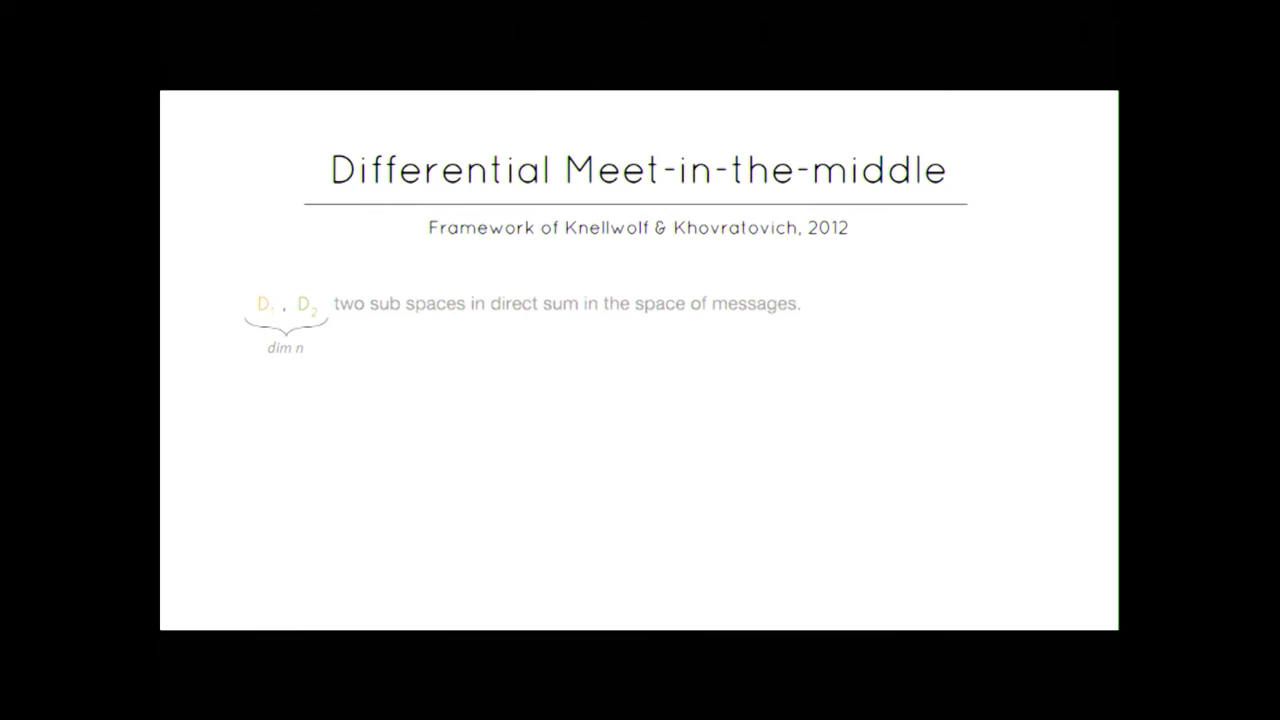 Differential Meet-in-the-middle
Framework of Knellwolf & Khovratovich, 2012
D₁ , D₂ two sub spaces in direct sum in the space of messages.
dim n